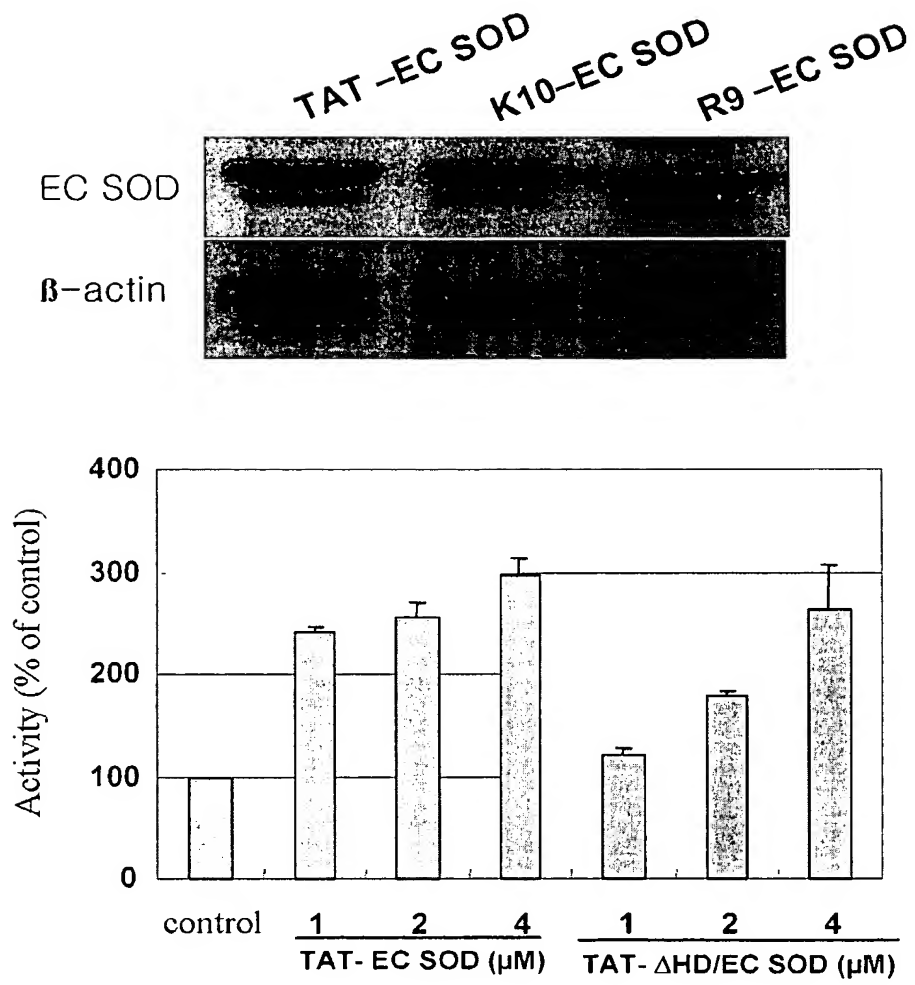 TAT –EC SOD K10–EC SOD R9 –EC SOD
EC SOD
ß-actin
400
300
200
100
0
Activity (% of control)
control 1 2 4 1 2 4
TAT- EC SOD (µM) TAT- ΔHD/EC SOD (µM)